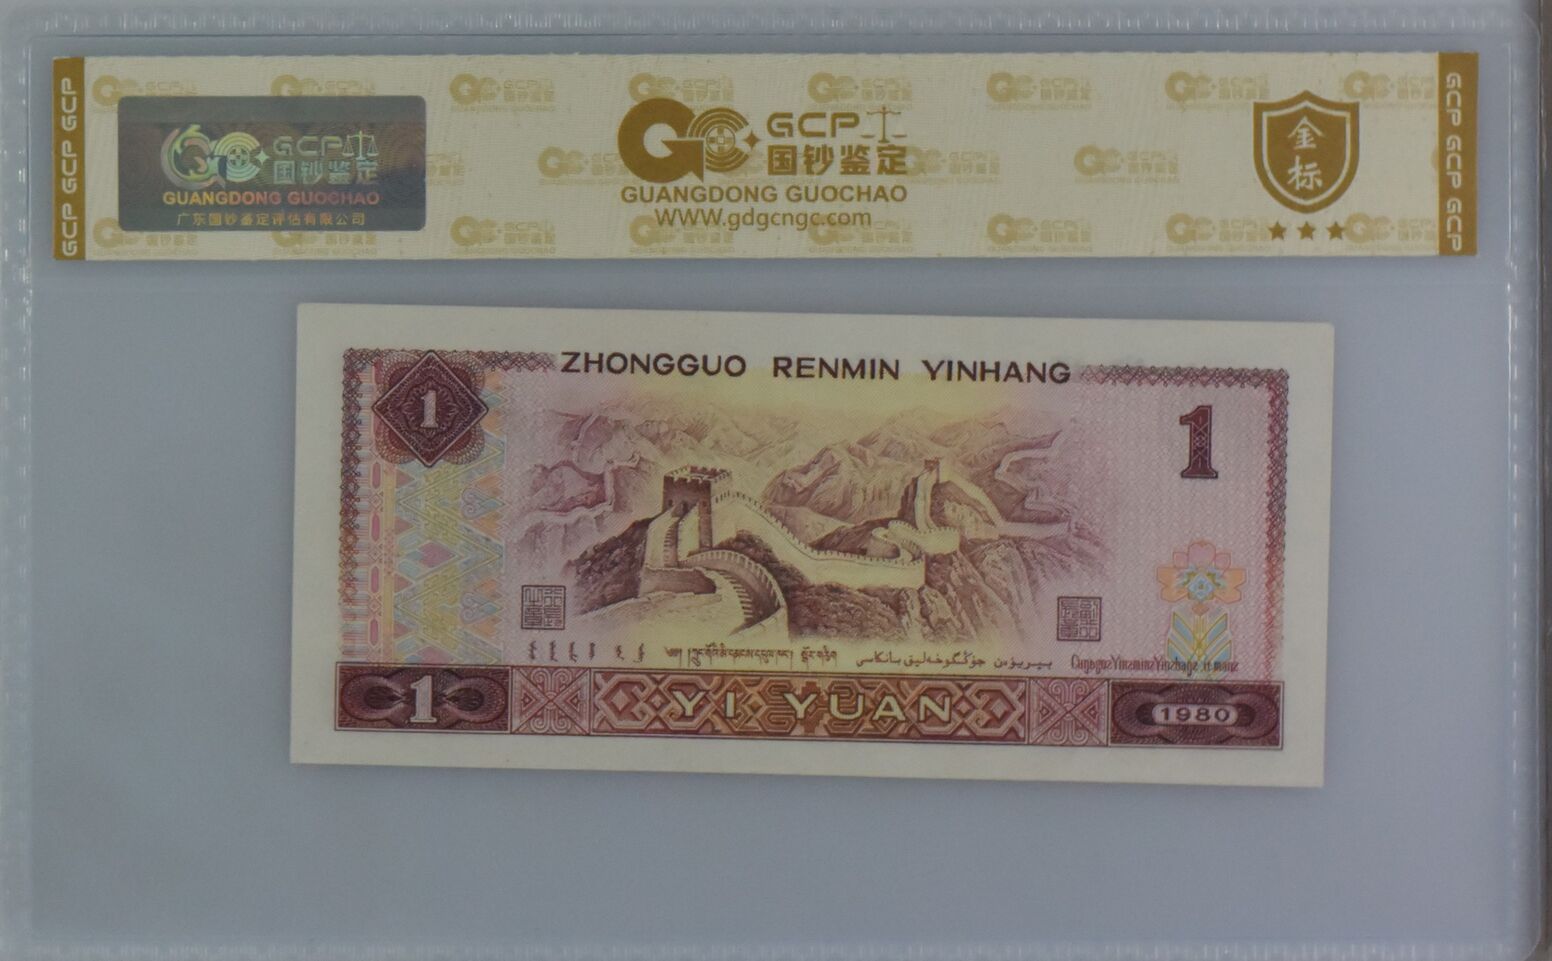 GCP GCP GCP
GCP
国钞鉴定
GUANGDONG GUOCHAO
广东国钞鉴定评估有限公司
GCP
国钞鉴定
GUANGDONG GUOCHAO
WWW.gdgcngc.com
金
标
GCP GCP GCP
ZHONGGUO RENMIN YINHANG
1
1
1
YI YUAN
1980